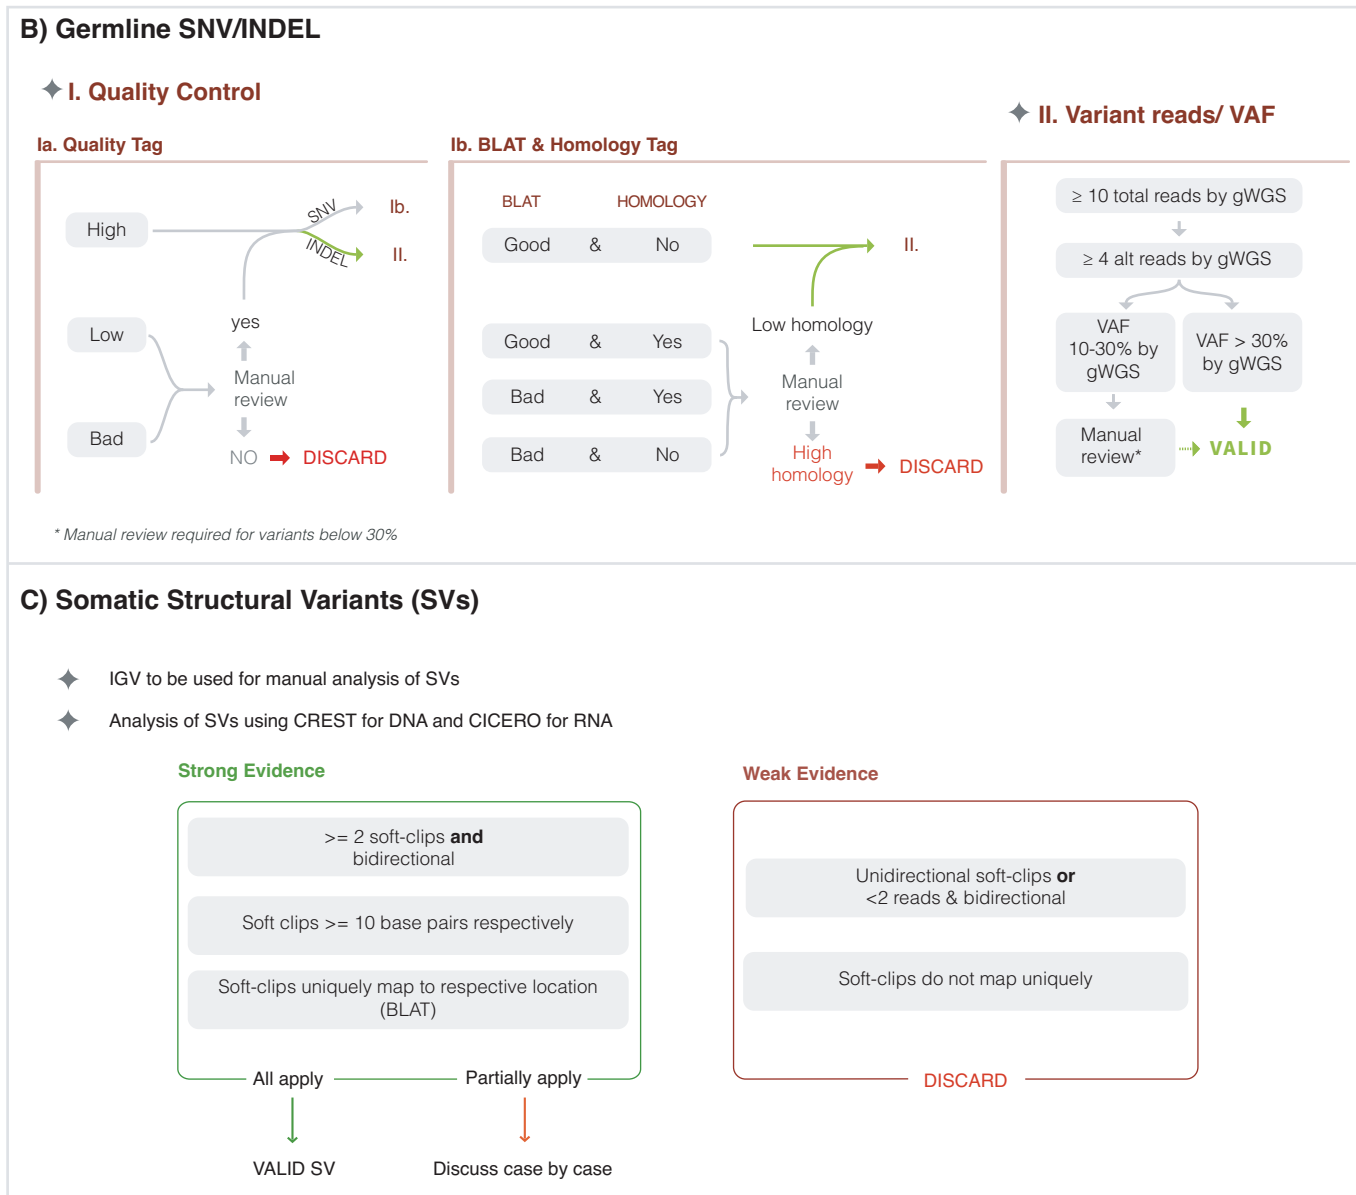 B) Germline SNV/INDEL
I. Quality Control
Ia. Quality Tag
High
SNV
Ib.
INDEL
II.
Low
yes
Manual
review
Bad
NO
DISCARD
Ib. BLAT & Homology Tag
BLAT HOMOLOGY
Good & No
II.
Low homology
Good & Yes
Bad & Yes
Manual
review
Bad & No
High
homology
DISCARD
II. Variant reads/ VAF
≥ 10 total reads by gWGS
≥ 4 alt reads by gWGS
VAF
10-30% by
gWGS
VAF > 30%
by gWGS
Manual
review*
VALID
* Manual review required for variants below 30%
C) Somatic Structural Variants (SVs)
IGV to be used for manual analysis of SVs
Analysis of SVs using CREST for DNA and CICERO for RNA
Strong Evidence
>= 2 soft-clips and
bidirectional
Soft clips >= 10 base pairs respectively
Soft-clips uniquely map to respective location
(BLAT)
All apply
Partially apply
VALID SV
Discuss case by case
Weak Evidence
Unidirectional soft-clips or
<2 reads & bidirectional
Soft-clips do not map uniquely
DISCARD